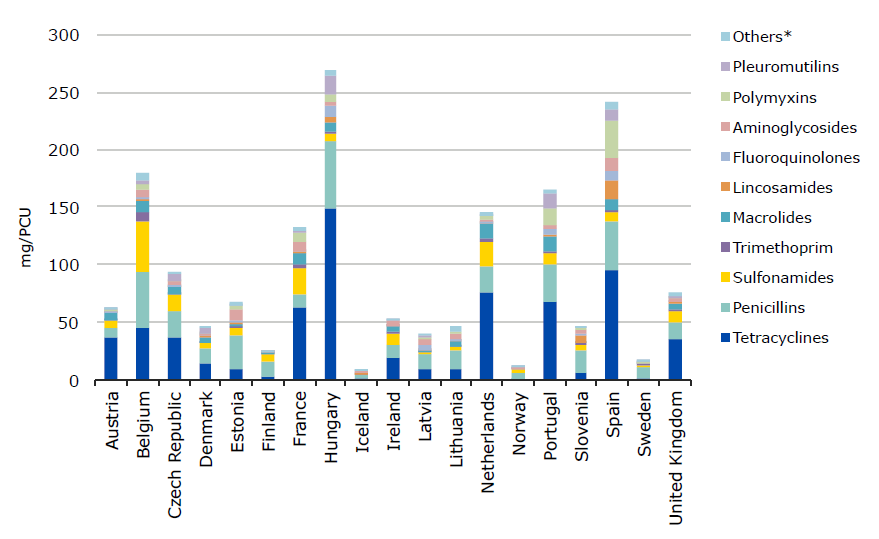 300
250
200
150
100
50
0
mg/PCU
Austria
Belgium
Czech Republic
Denmark
Estonia
Finland
France
Hungary
Iceland
Ireland
Latvia
Lithuania
Netherlands
Norway
Portugal
Slovenia
Spain
Sweden
United Kingdom
Others*
Pleuromutilins
Polymyxins
Aminoglycosides
Fluoroquinolones
Lincosamides
Macrolides
Trimethoprim
Sulfonamides
Penicillins
Tetracyclines